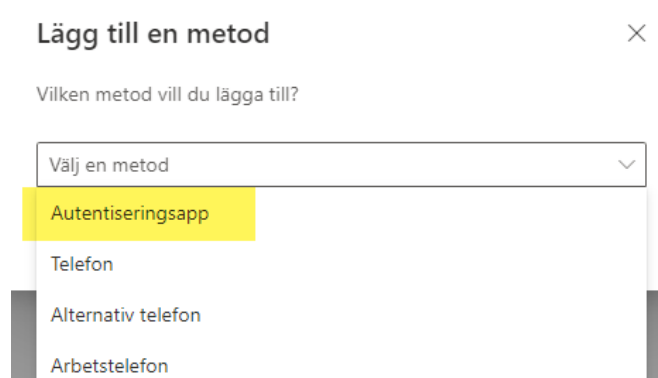 Lägg till en metod
Vilken metod vill du lägga till?
Välj en metod
Autentiseringsapp
Telefon
Alternativ telefon
Arbetstelefon